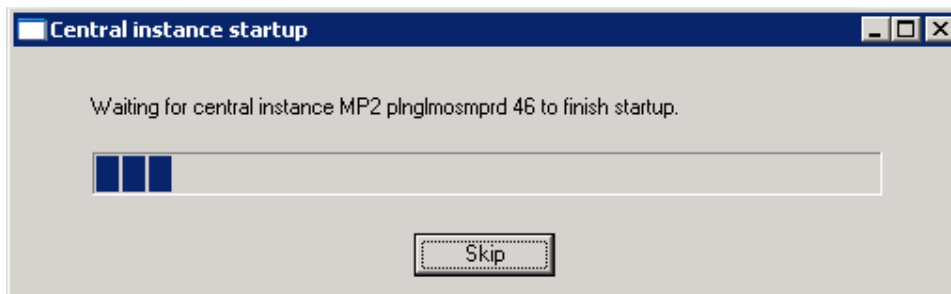 Central instance startup
Waiting for central instance MP2 plnglmosmprd 46 to finish startup.
Skip